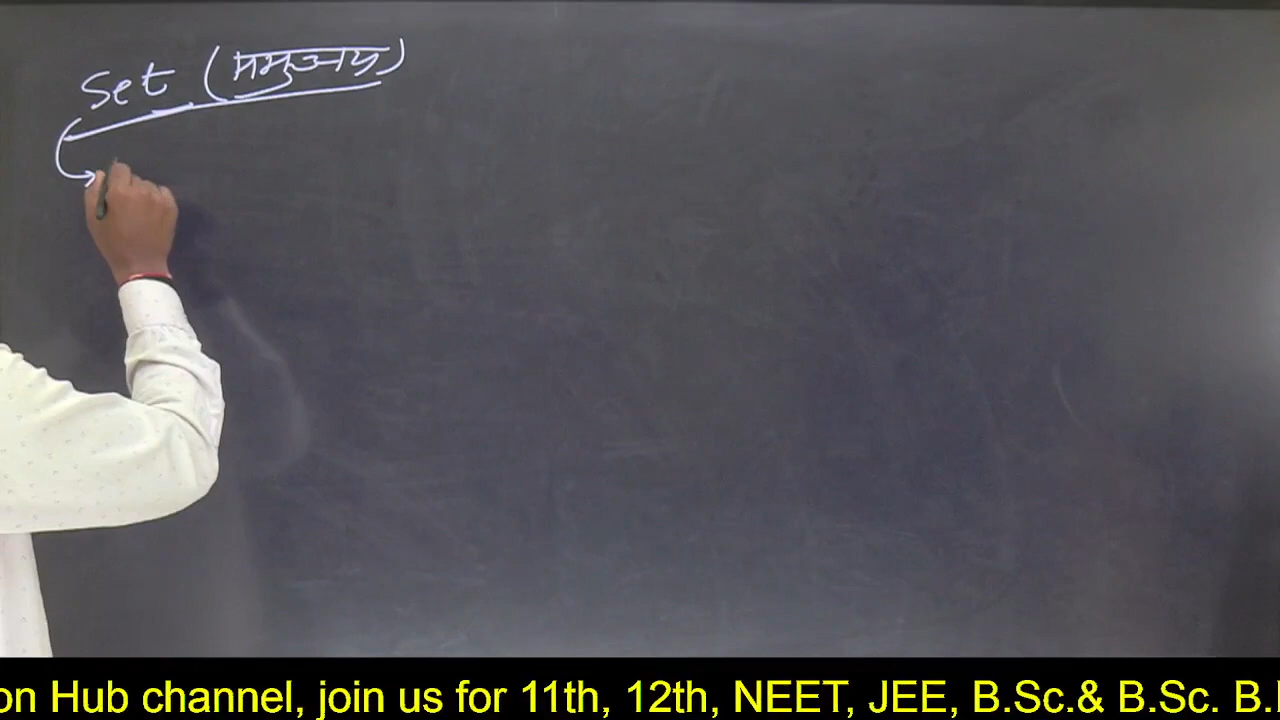 Set (समुच्चय)
on Hub channel, join us for 11th, 12th, NEET, JEE, B.Sc.& B.Sc. B.